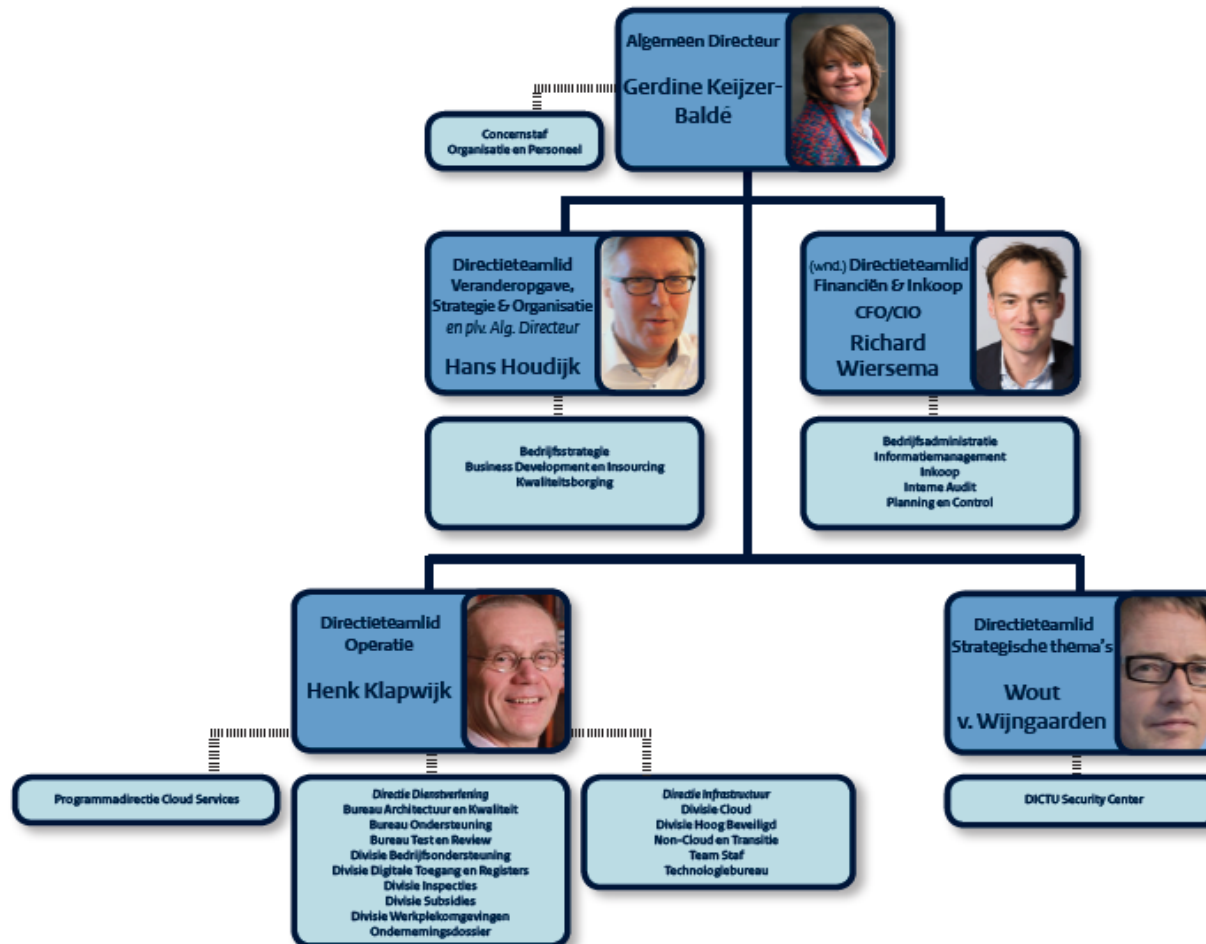 Algemeen Directeur
Gerdine Keijzer-
Baldé
Concernstaf
Organisatie en Personeel
Directieteamlid
Veranderopgave,
Strategie & Organisatie
en plv. Alg. Directeur
Hans Houdijk
(wnd.) Directieteamlid
Financiën & Inkoop
CFO/CIO
Richard
Wiersema
Bedrijfsstrategie
Business Development en Insourcing
Kwaliteitsborging
Bedrijfsadministratie
Informatiemanagement
Inkoop
Interne Audit
Planning en Control
Directieteamlid
Operatie
Henk Klapwijk
Directieteamlid
Strategische thema's
Wout
v. Wijngaarden
Programmadirectie Cloud Services
Directie Dienstverlening
Bureau Architectuur en Kwaliteit
Bureau Ondersteuning
Bureau Test en Review
Divisie Bedrijfsondersteuning
Divisie Digitale Toegang en Registers
Divisie Inspecties
Divisie Subsidies
Divisie Werkplekomgevingen
Ondernemingsdossier
Directie Infrastructuur
Divisie Cloud
Divisie Hoog Beveiligd
Non-Cloud en Transitie
Team Staf
Technologiebureau
DICTU Security Center